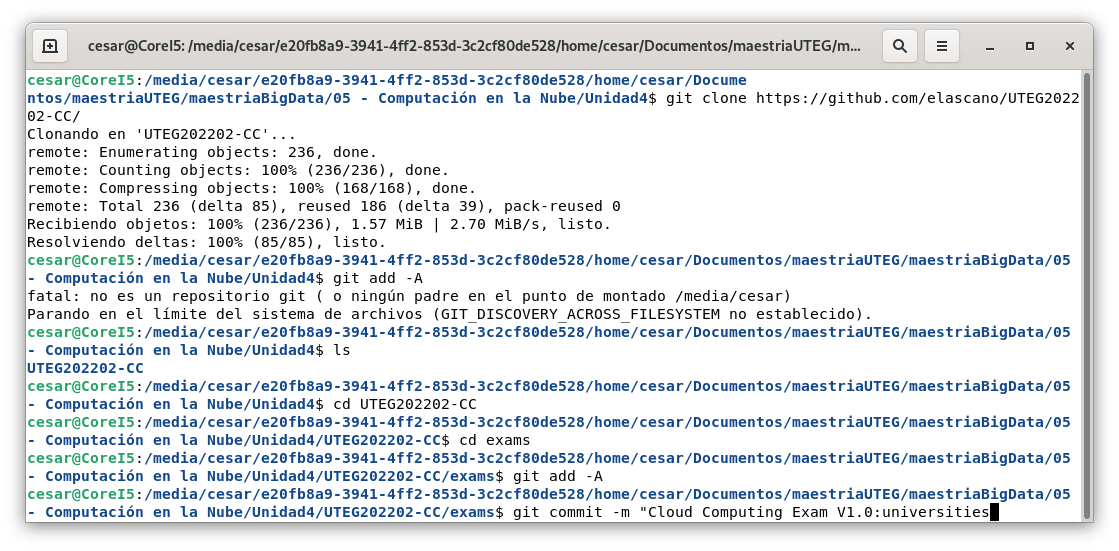 cesar@CoreI5: /media/cesar/e20fb8a9-3941-4ff2-853d-3c2cf80de528/home/cesar/Documentos/maestriaUTEG/m...
cesar@CoreI5:/media/cesar/e20fb8a9-3941-4ff2-853d-3c2cf80de528/home/cesar/Docume
ntos/maestriaUTEG/maestriaBigData/05 - Computación en la Nube/Unidad4$ git clone https://github.com/elascano/UTEG2022
02-CC/
Clonando en 'UTEG202202-CC'...
remote: Enumerating objects: 236, done.
remote: Counting objects: 100% (236/236), done.
remote: Compressing objects: 100% (168/168), done.
remote: Total 236 (delta 85), reused 186 (delta 39), pack-reused 0
Recibiendo objetos: 100% (236/236), 1.57 MiB | 2.70 MiB/s, listo.
Resolviendo deltas: 100% (85/85), listo.
cesar@CoreI5:/media/cesar/e20fb8a9-3941-4ff2-853d-3c2cf80de528/home/cesar/Documentos/maestriaUTEG/maestriaBigData/05
- Computación en la Nube/Unidad4$ git add -A
fatal: no es un repositorio git ( o ningún padre en el punto de montado /media/cesar)
Parando en el límite del sistema de archivos (GIT_DISCOVERY_ACROSS_FILESYSTEM no establecido).
cesar@CoreI5:/media/cesar/e20fb8a9-3941-4ff2-853d-3c2cf80de528/home/cesar/Documentos/maestriaUTEG/maestriaBigData/05
- Computación en la Nube/Unidad4$ ls
UTEG202202-CC
cesar@CoreI5:/media/cesar/e20fb8a9-3941-4ff2-853d-3c2cf80de528/home/cesar/Documentos/maestriaUTEG/maestriaBigData/05
- Computación en la Nube/Unidad4$ cd UTEG202202-CC
cesar@CoreI5:/media/cesar/e20fb8a9-3941-4ff2-853d-3c2cf80de528/home/cesar/Documentos/maestriaUTEG/maestriaBigData/05
- Computación en la Nube/Unidad4/UTEG202202-CC$ cd exams
cesar@CoreI5:/media/cesar/e20fb8a9-3941-4ff2-853d-3c2cf80de528/home/cesar/Documentos/maestriaUTEG/maestriaBigData/05
- Computación en la Nube/Unidad4/UTEG202202-CC/exams$ git add -A
cesar@CoreI5:/media/cesar/e20fb8a9-3941-4ff2-853d-3c2cf80de528/home/cesar/Documentos/maestriaUTEG/maestriaBigData/05
- Computación en la Nube/Unidad4/UTEG202202-CC/exams$ git commit -m "Cloud Computing Exam V1.0:universities